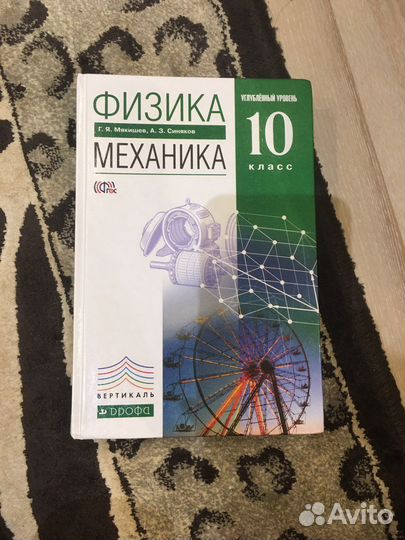 ФИЗИКА
Г. Я. Мякишев, А. З. Синяков
МЕХАНИКА
УГЛУБЛЁННЫЙ УРОВЕНЬ
10
класс
ФГОС
ВЕРТИКАЛЬ
дрофа
Avito